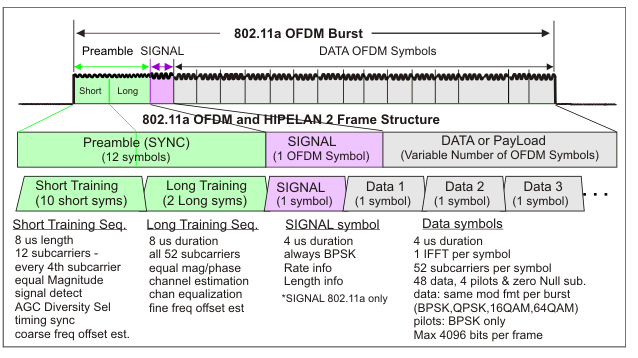 802.11a OFDM Burst
Preamble SIGNAL DATA OFDM Symbols
Short Long
802.11a OFDM and HIPELAN 2 Frame Structure
Preamble (SYNC) SIGNAL DATA or PayLoad
(12 symbols) (1 OFDM Symbol) (Variable Number of OFDM Symbols)
Short Training Long Training SIGNAL Data 1 Data 2 Data 3
(10 short syms) (2 Long syms) (1 symbol) (1 symbol) (1 symbol) (1 symbol) . . .
Short Training Seq.
8 us length
12 subcarriers -
every 4th subcarrier
equal Magnitude
signal detect
AGC Diversity Sel
timing sync
coarse freq offset est.
Long Training Seq.
8 us duration
all 52 subcarriers
equal mag/phase
channel estimation
chan equalization
fine freq offset est
SIGNAL symbol
4 us duration
always BPSK
Rate info
Length info
*SIGNAL 802.11a only
Data symbols
4 us duration
1 IFFT per symbol
52 subcarriers per symbol
48 data, 4 pilots & zero Null sub.
data: same mod fmt per burst
(BPSK,QPSK,16QAM,64QAM)
pilots: BPSK only
Max 4096 bits per frame